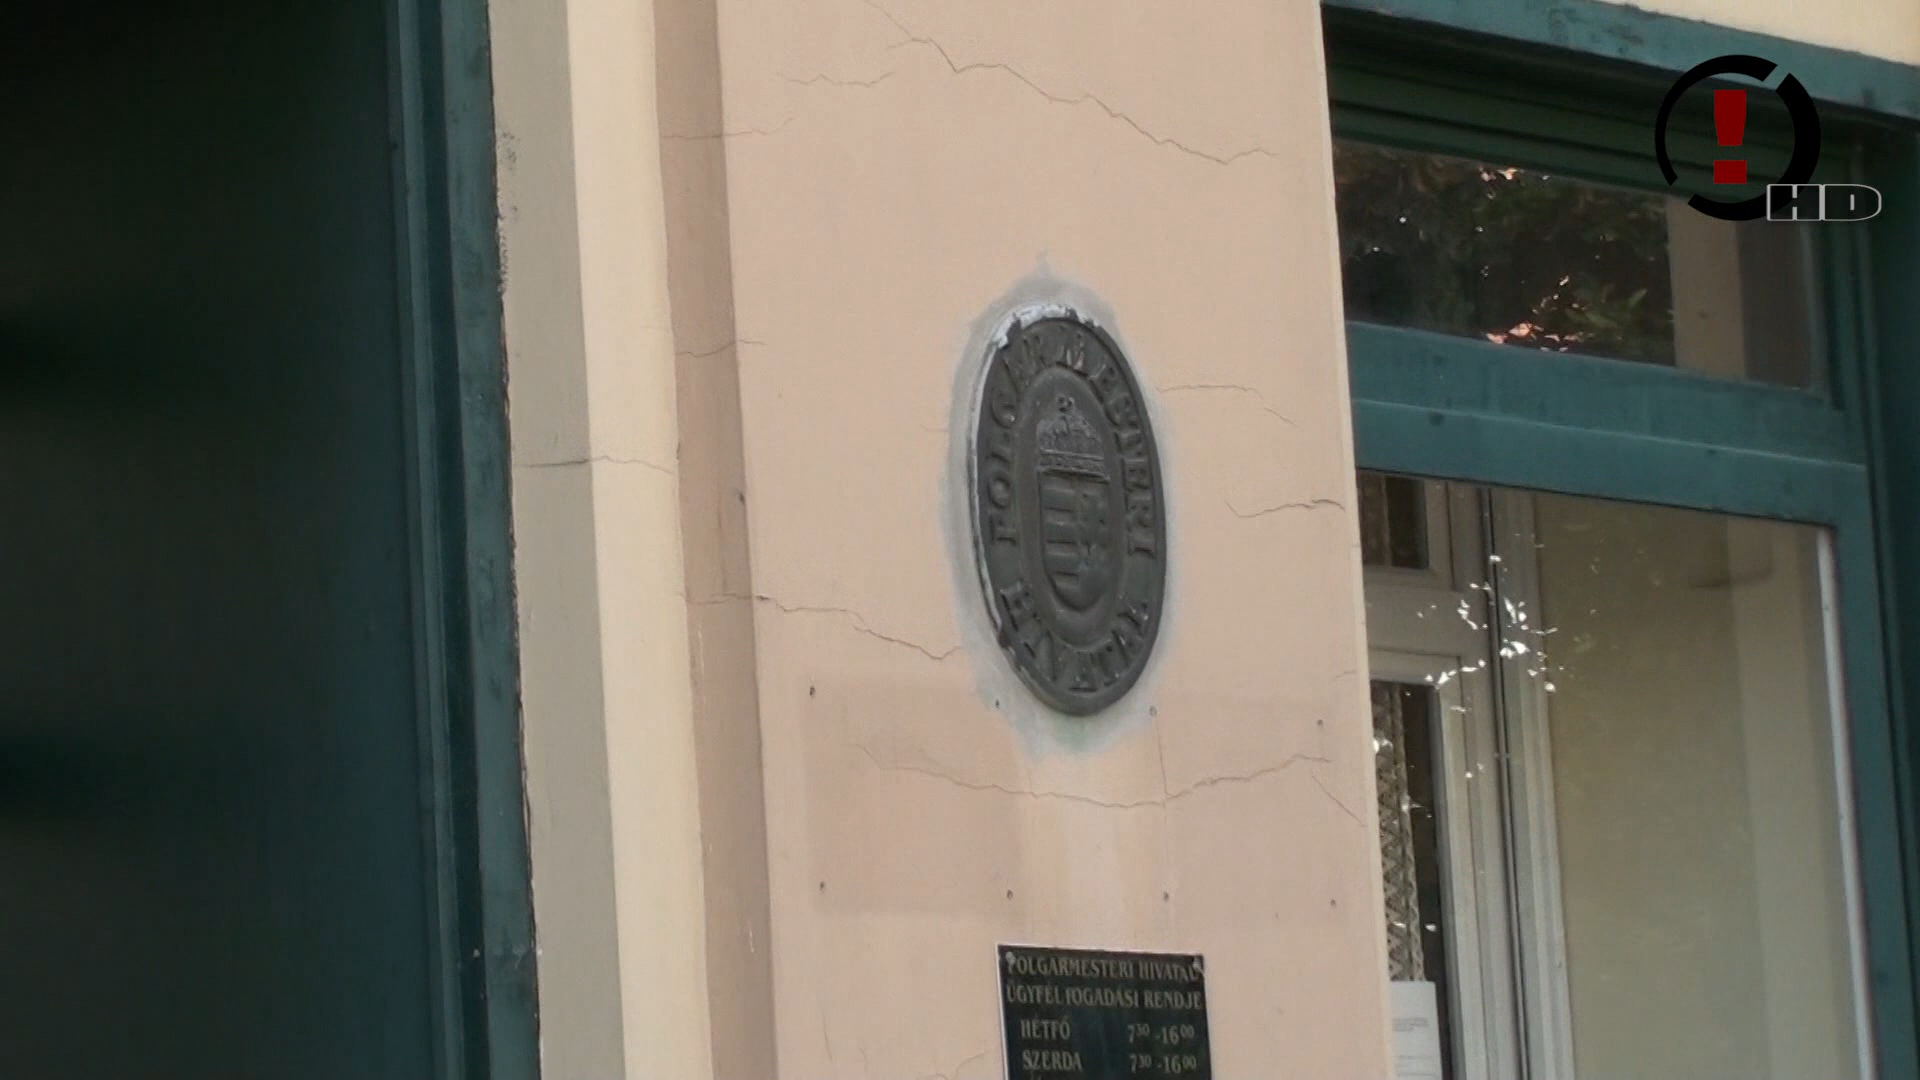 HD
POLGÁRMESTERI
HIVATAL
POLGÁRMESTERI HIVATAL
ÜGYFÉLFOGADÁSI RENDJE
HÉTFŐ 7³⁰-16⁰⁰
SZERDA 7³⁰-16⁰⁰